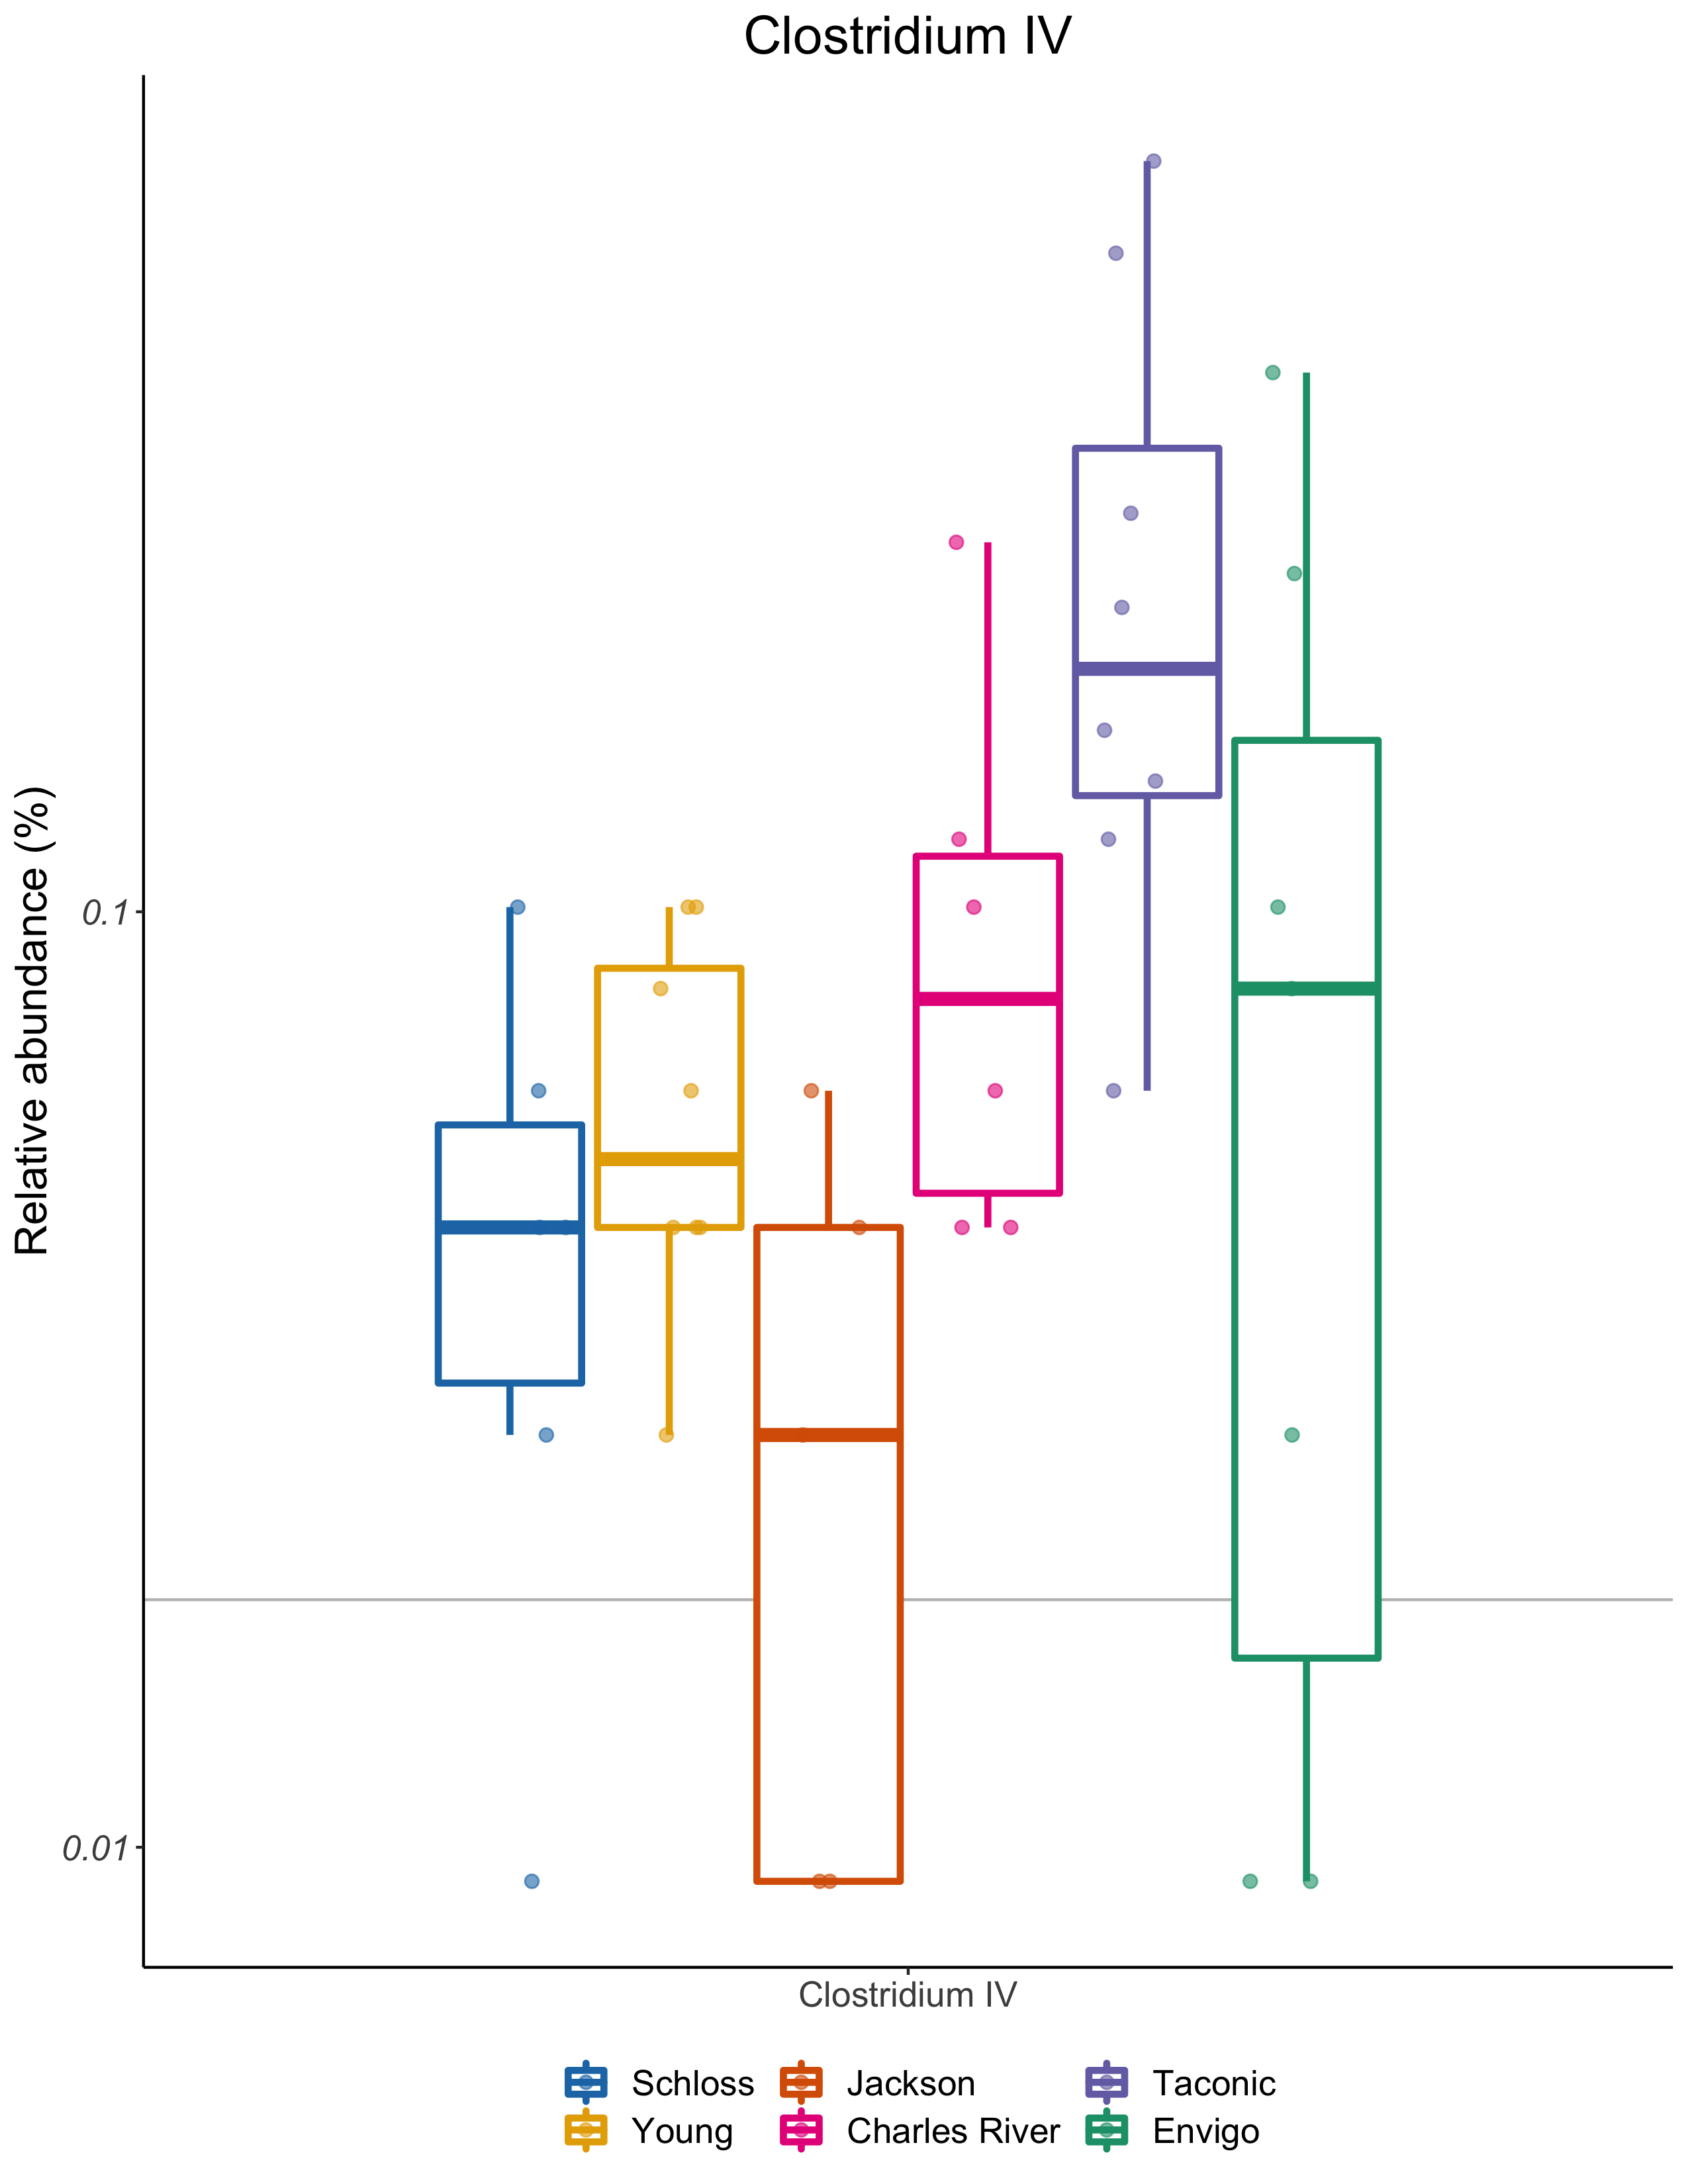 Clostridium IV
Relative abundance (%)
0.1
0.01
Clostridium IV
Schloss
Jackson
Taconic
Young
Charles River
Envigo